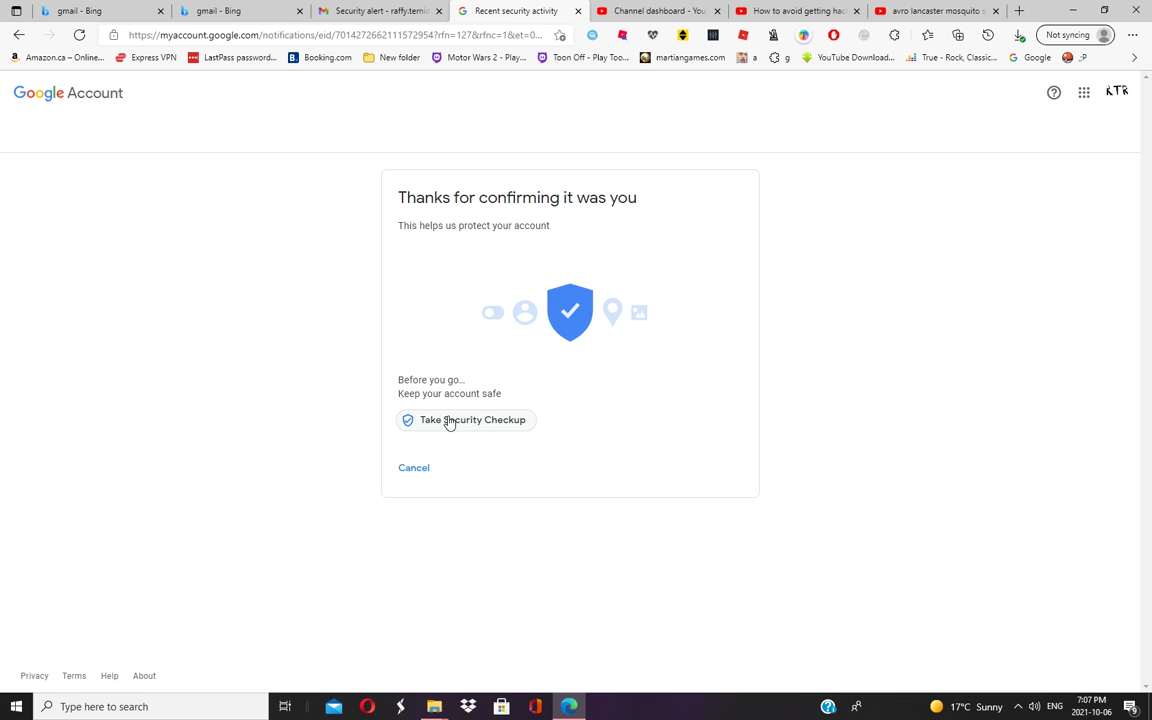 gmail - Bing
gmail - Bing
Security alert - raffy.ternic
Recent security activity
Channel dashboard - You
How to avoid getting hac
avro lancaster mosquito s
https://myaccount.google.com/notifications/eid/7014272662111572954?rfn=127&rfnc=1&et=0...
Not syncing
Amazon.ca – Online...
Express VPN
LastPass password...
Booking.com
New folder
Motor Wars 2 - Play...
Toon Off - Play Too...
martiangames.com
a
g
YouTube Download...
True - Rock, Classic...
Google
;P
Google Account
KTR
Thanks for confirming it was you
This helps us protect your account
Before you go...
Keep your account safe
Take Security Checkup
Cancel
Privacy
Terms
Help
About
Type here to search
17°C Sunny
ENG
7:07 PM
2021-10-06
9